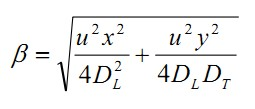 β = √(u²x²/4D_L² + u²y²/4D_L D_T)